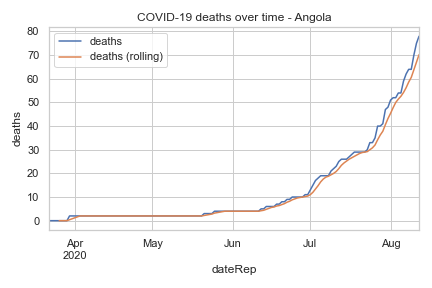 COVID-19 deaths over time - Angola
deaths
deaths (rolling)
80
70
60
50
40
30
20
10
0
deaths
Apr
2020
May
Jun
Jul
Aug
dateRep